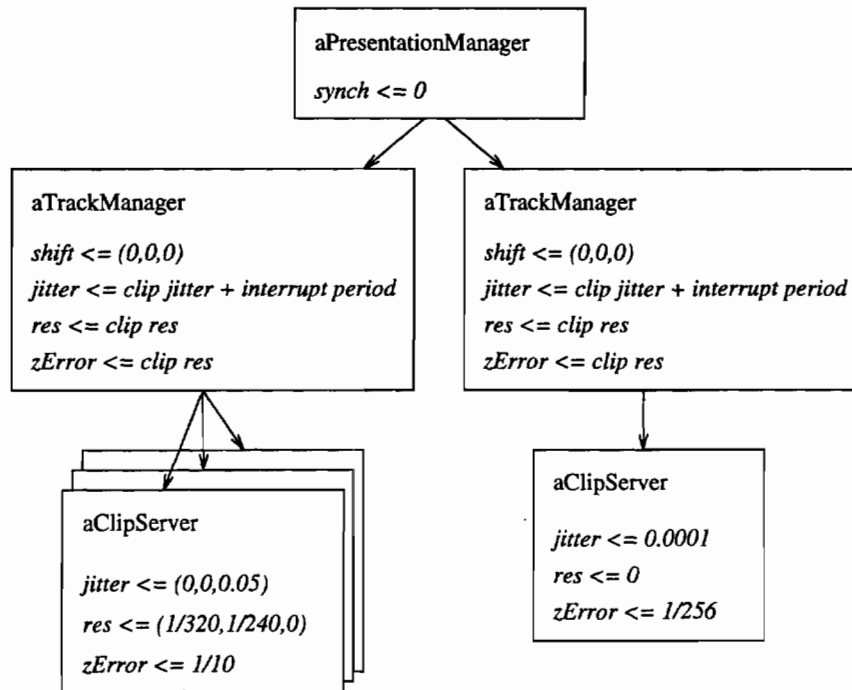 aPresentationManager
synch <= 0
aTrackManager
shift <= (0,0,0)
jitter <= clip jitter + interrupt period
res <= clip res
zError <= clip res
aTrackManager
shift <= (0,0,0)
jitter <= clip jitter + interrupt period
res <= clip res
zError <= clip res
aClipServer
jitter <= (0,0,0.05)
res <= (1/320,1/240,0)
zError <= 1/10
aClipServer
jitter <= 0.0001
res <= 0
zError <= 1/256